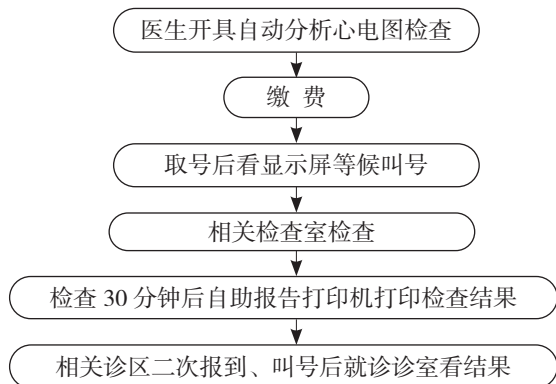 医生开具自动分析心电图检查
缴 费
取号后看显示屏等候叫号
相关检查室检查
检查 30 分钟后自助报告打印机打印检查结果
相关诊区二次报到、叫号后就诊诊室看结果